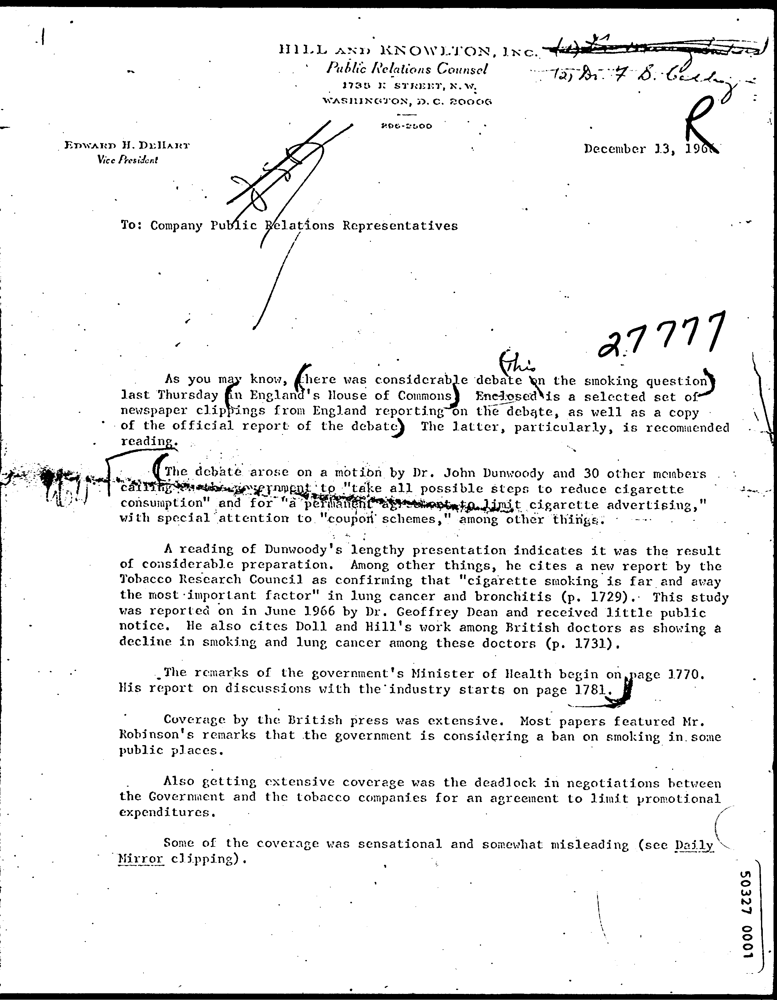 HILL AND KNOWLTON, INC.
Public Relations Counsel
1735 K STREET, N.W.
WASHINGTON, D. C. 20006
296-2500
EDWARD H. DEHART
Vice President
December 13, 196
R
To: Company Public Relations Representatives
27777
this
As you may know, there was considerable debate on the smoking question
last Thursday in England's House of Commons. Enclosed is a selected set of
newspaper clippings from England reporting on the debate, as well as a copy
of the official report of the debate. The latter, particularly, is recommended
reading.
The debate arose on a motion by Dr. John Dunwoody and 30 other members
calling on the government to "take all possible steps to reduce cigarette
consumption" and for "a permanent agreement to limit cigarette advertising,"
with special attention to "coupon schemes," among other things.
A reading of Dunwoody's lengthy presentation indicates it was the result
of considerable preparation. Among other things, he cites a new report by the
Tobacco Research Council as confirming that "cigarette smoking is far and away
the most important factor" in lung cancer and bronchitis (p. 1729). This study
was reported on in June 1966 by Dr. Geoffrey Dean and received little public
notice. He also cites Doll and Hill's work among British doctors as showing a
decline in smoking and lung cancer among these doctors (p. 1731).
The remarks of the government's Minister of Health begin on page 1770.
His report on discussions with the industry starts on page 1781.
Coverage by the British press was extensive. Most papers featured Mr.
Robinson's remarks that the government is considering a ban on smoking in some
public places.
Also getting extensive coverage was the deadlock in negotiations between
the Government and the tobacco companies for an agreement to limit promotional
expenditures.
Some of the coverage was sensational and somewhat misleading (see Daily
Mirror clipping).
50327 0001